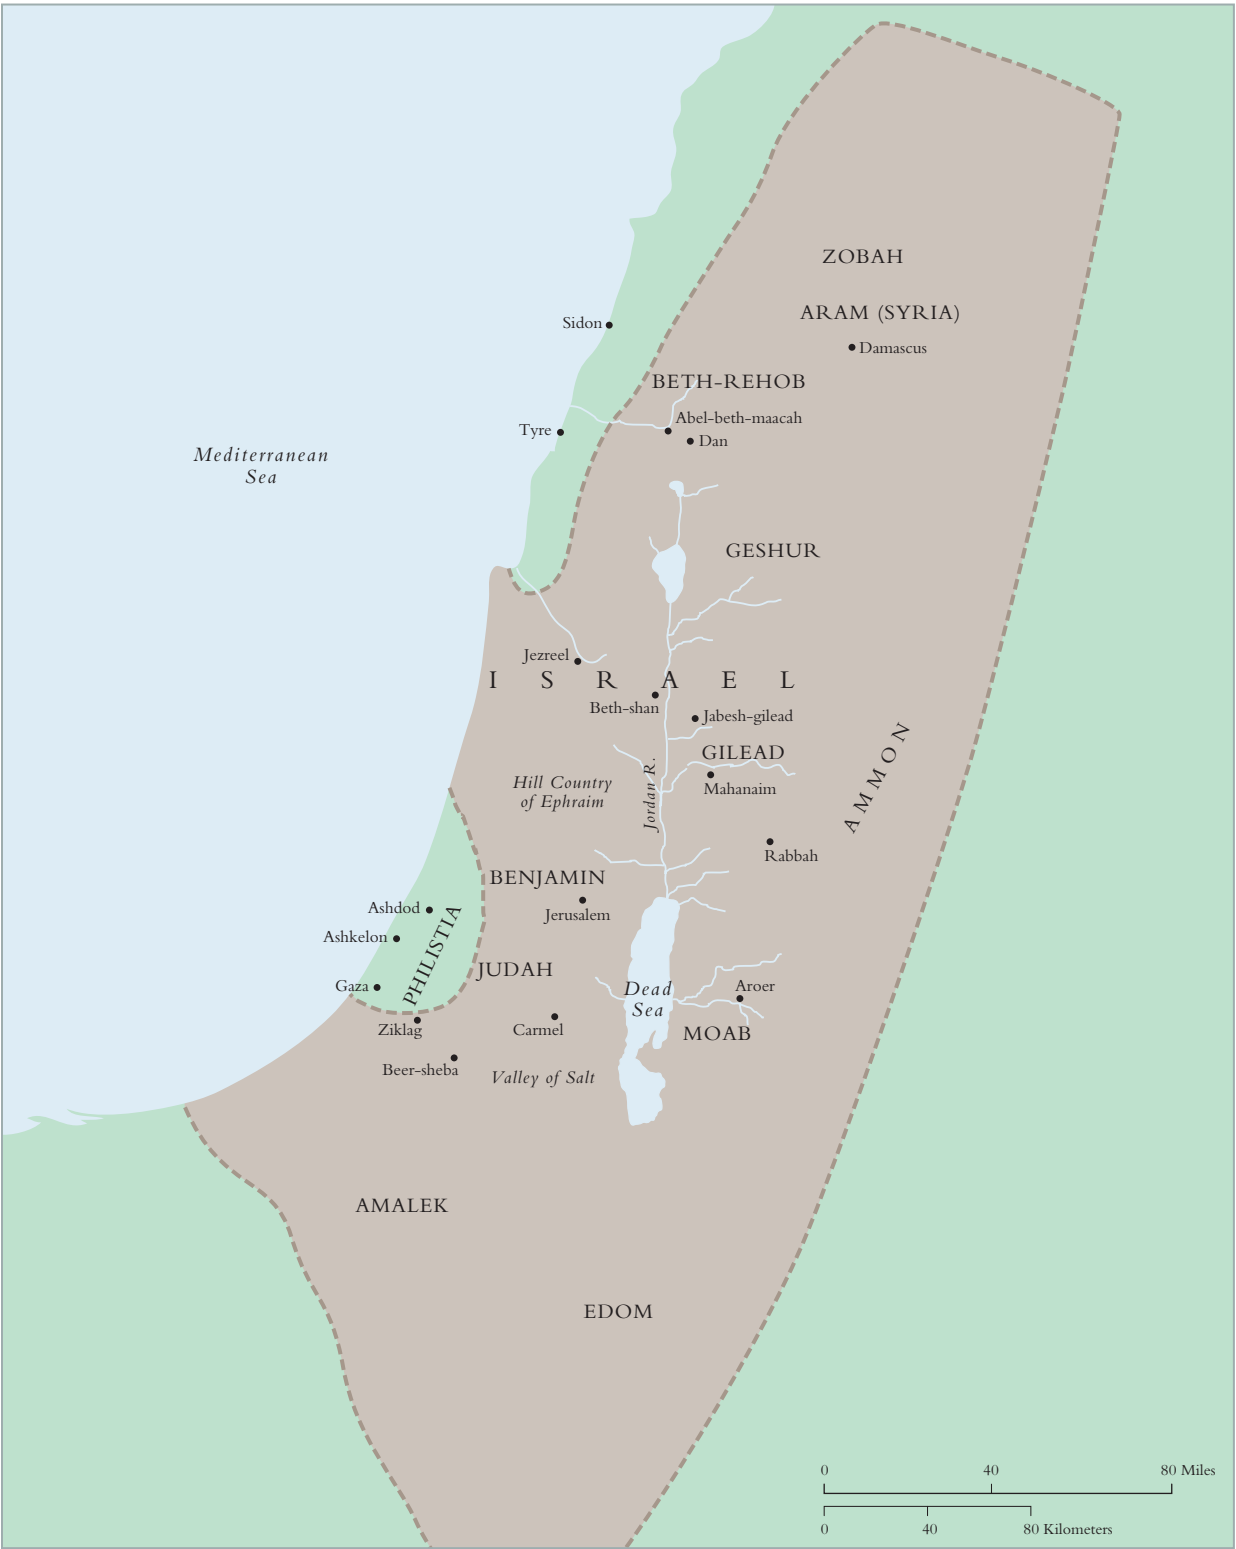 ZOBAH
ARAM (SYRIA)
Sidon
Damascus
BETH-REHOB
Abel-beth-maacah
Tyre
Dan
Mediterranean
Sea
GESHUR
Jezreel
I S R A E L
Beth-shan
Jabesh-gilead
GILEAD
AMMON
Hill Country
of Ephraim
Jordan R.
Mahanaim
Rabbah
BENJAMIN
Ashdod
Jerusalem
Ashkelon
PHILISTIA
JUDAH
Gaza
Dead
Sea
Aroer
Ziklag
Carmel
MOAB
Beer-sheba
Valley of Salt
AMALEK
EDOM
0 40 80 Miles
0 40 80 Kilometers